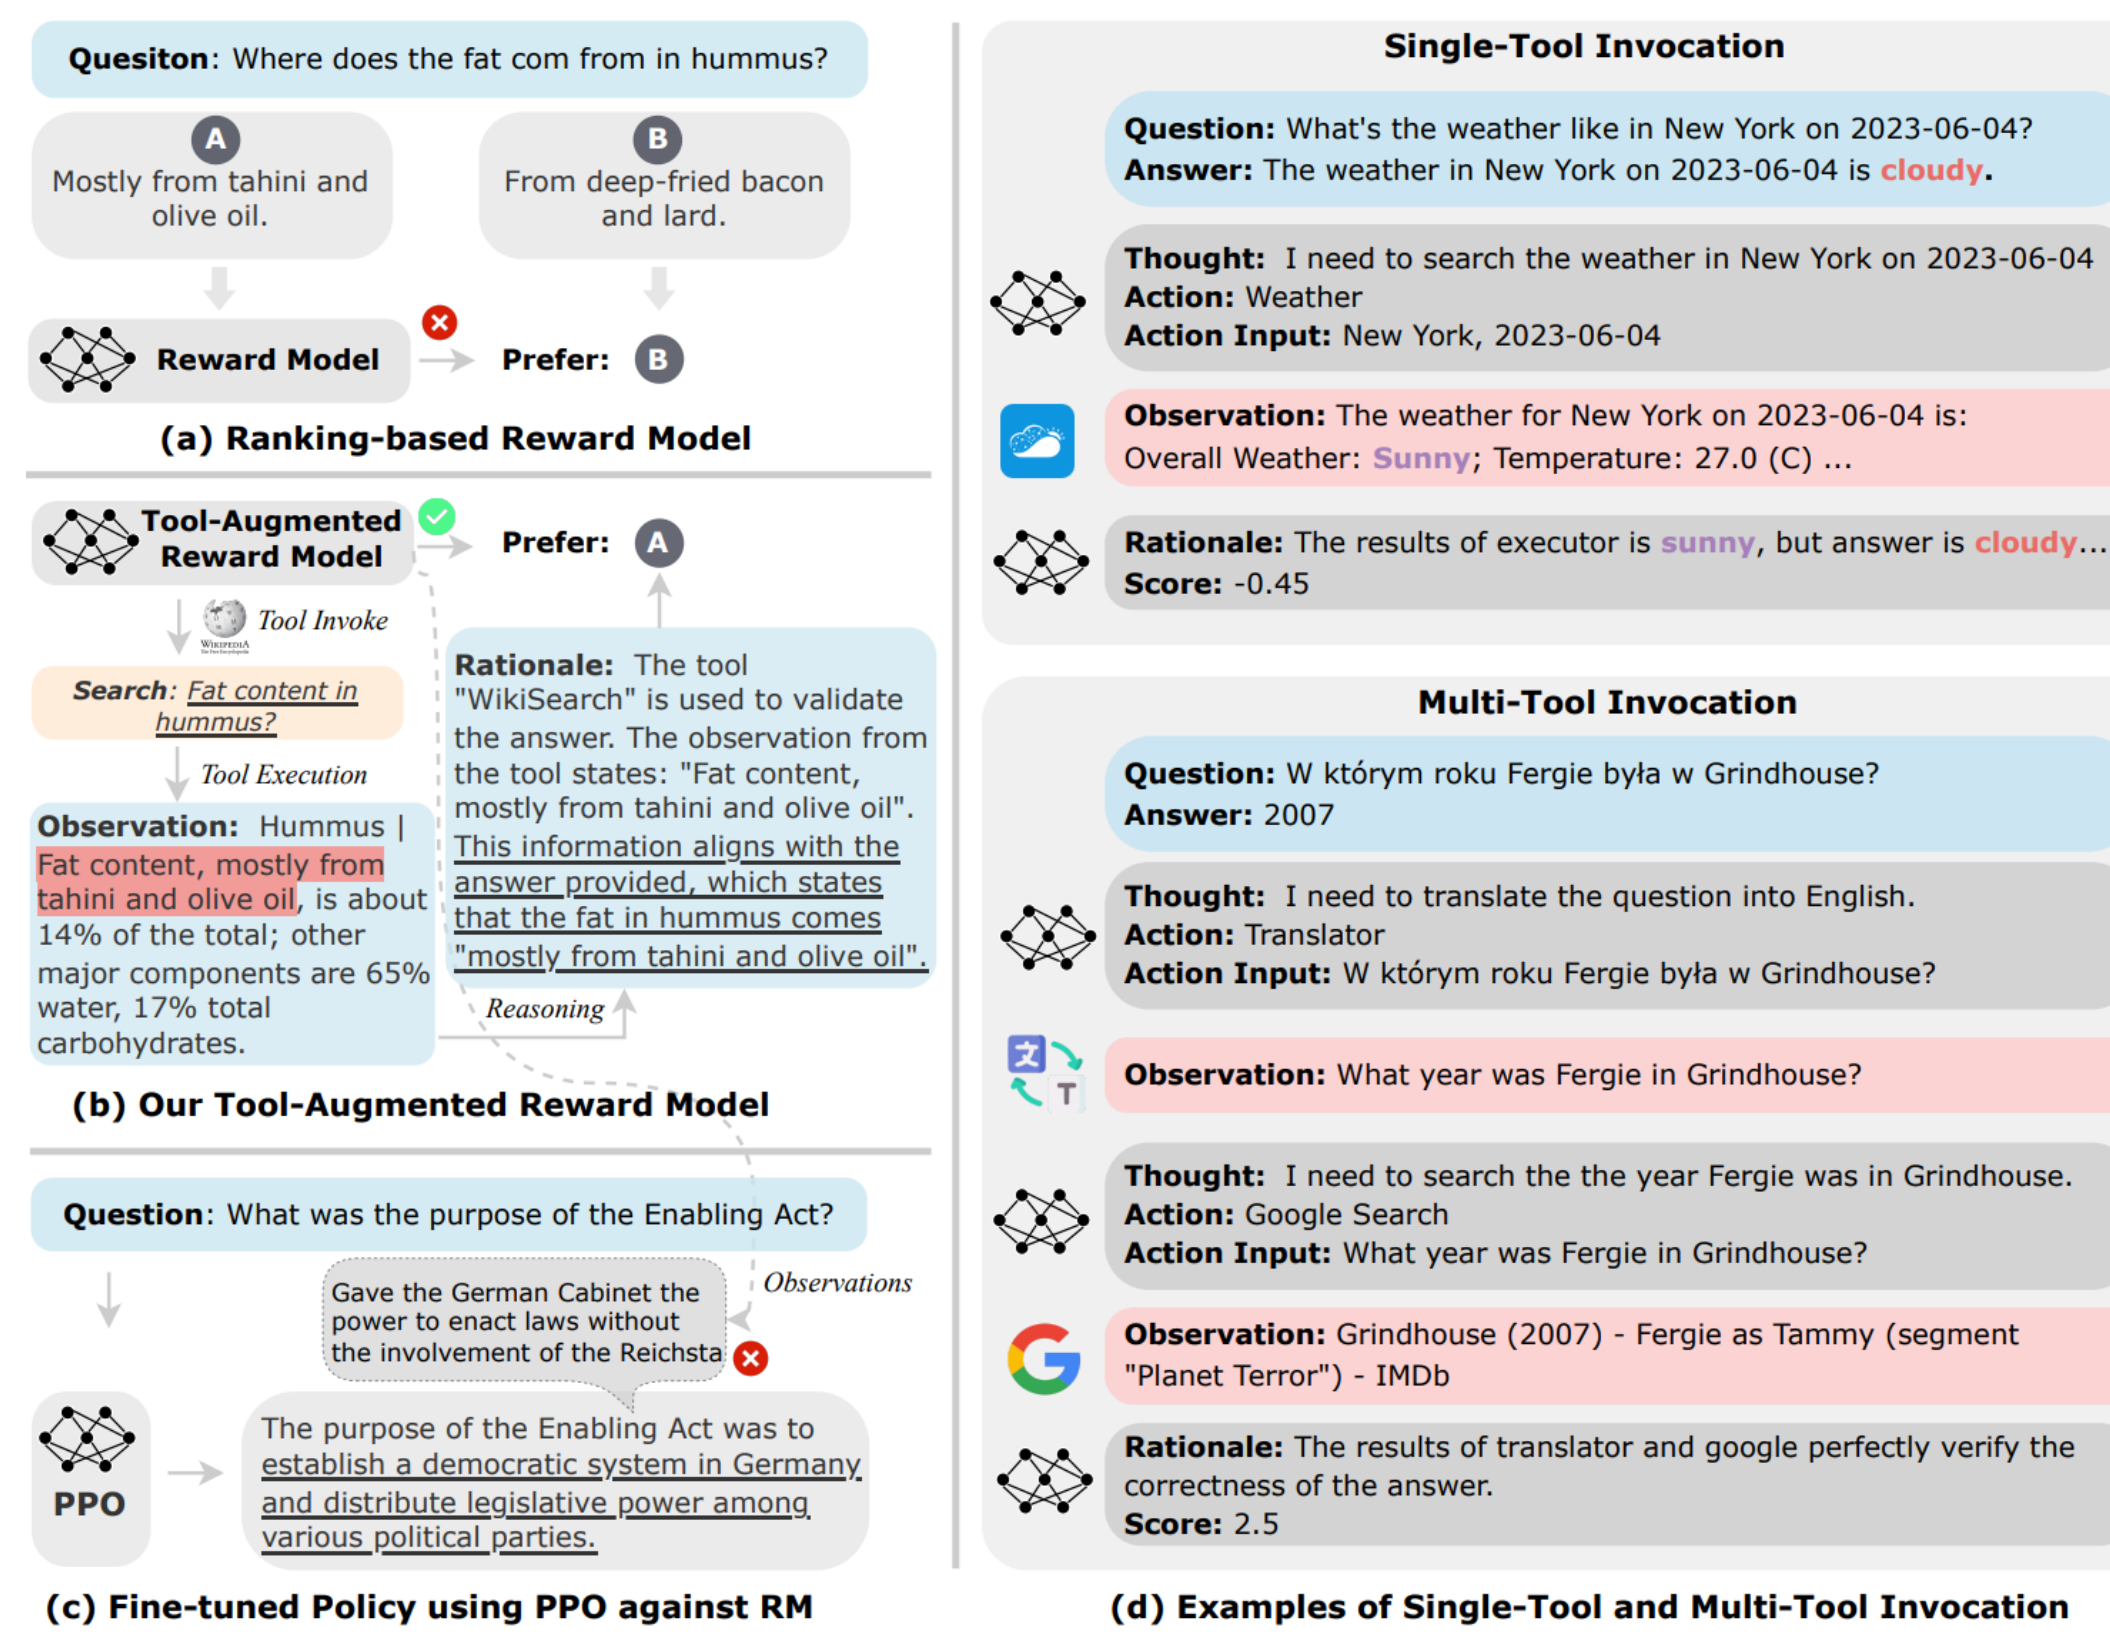 Quesiton: Where does the fat com from in hummus?
A
Mostly from tahini and
olive oil.
B
From deep-fried bacon
and lard.
Reward Model
Prefer:
B
(a) Ranking-based Reward Model
Tool-Augmented
Reward Model
Prefer:
A
WIKIPEDIA
The Free Encyclopedia
Tool Invoke
Search: Fat content in
hummus?
Tool Execution
Observation: Hummus |
Fat content, mostly from
tahini and olive oil, is about
14% of the total; other
major components are 65%
water, 17% total
carbohydrates.
Reasoning
Rationale: The tool
"WikiSearch" is used to validate
the answer. The observation from
the tool states: "Fat content,
mostly from tahini and olive oil".
This information aligns with the
answer provided, which states
that the fat in hummus comes
"mostly from tahini and olive oil".
(b) Our Tool-Augmented Reward Model
Question: What was the purpose of the Enabling Act?
Observations
Gave the German Cabinet the
power to enact laws without
the involvement of the Reichsta
PPO
The purpose of the Enabling Act was to
establish a democratic system in Germany
and distribute legislative power among
various political parties.
(c) Fine-tuned Policy using PPO against RM
Single-Tool Invocation
Question: What's the weather like in New York on 2023-06-04?
Answer: The weather in New York on 2023-06-04 is cloudy.
Thought: I need to search the weather in New York on 2023-06-04
Action: Weather
Action Input: New York, 2023-06-04
Observation: The weather for New York on 2023-06-04 is:
Overall Weather: Sunny; Temperature: 27.0 (C) ...
Rationale: The results of executor is sunny, but answer is cloudy...
Score: -0.45
Multi-Tool Invocation
Question: W którym roku Fergie była w Grindhouse?
Answer: 2007
Thought: I need to translate the question into English.
Action: Translator
Action Input: W którym roku Fergie była w Grindhouse?
文
T
Observation: What year was Fergie in Grindhouse?
Thought: I need to search the the year Fergie was in Grindhouse.
Action: Google Search
Action Input: What year was Fergie in Grindhouse?
G
Observation: Grindhouse (2007) - Fergie as Tammy (segment
"Planet Terror") - IMDb
Rationale: The results of translator and google perfectly verify the
correctness of the answer.
Score: 2.5
(d) Examples of Single-Tool and Multi-Tool Invocation